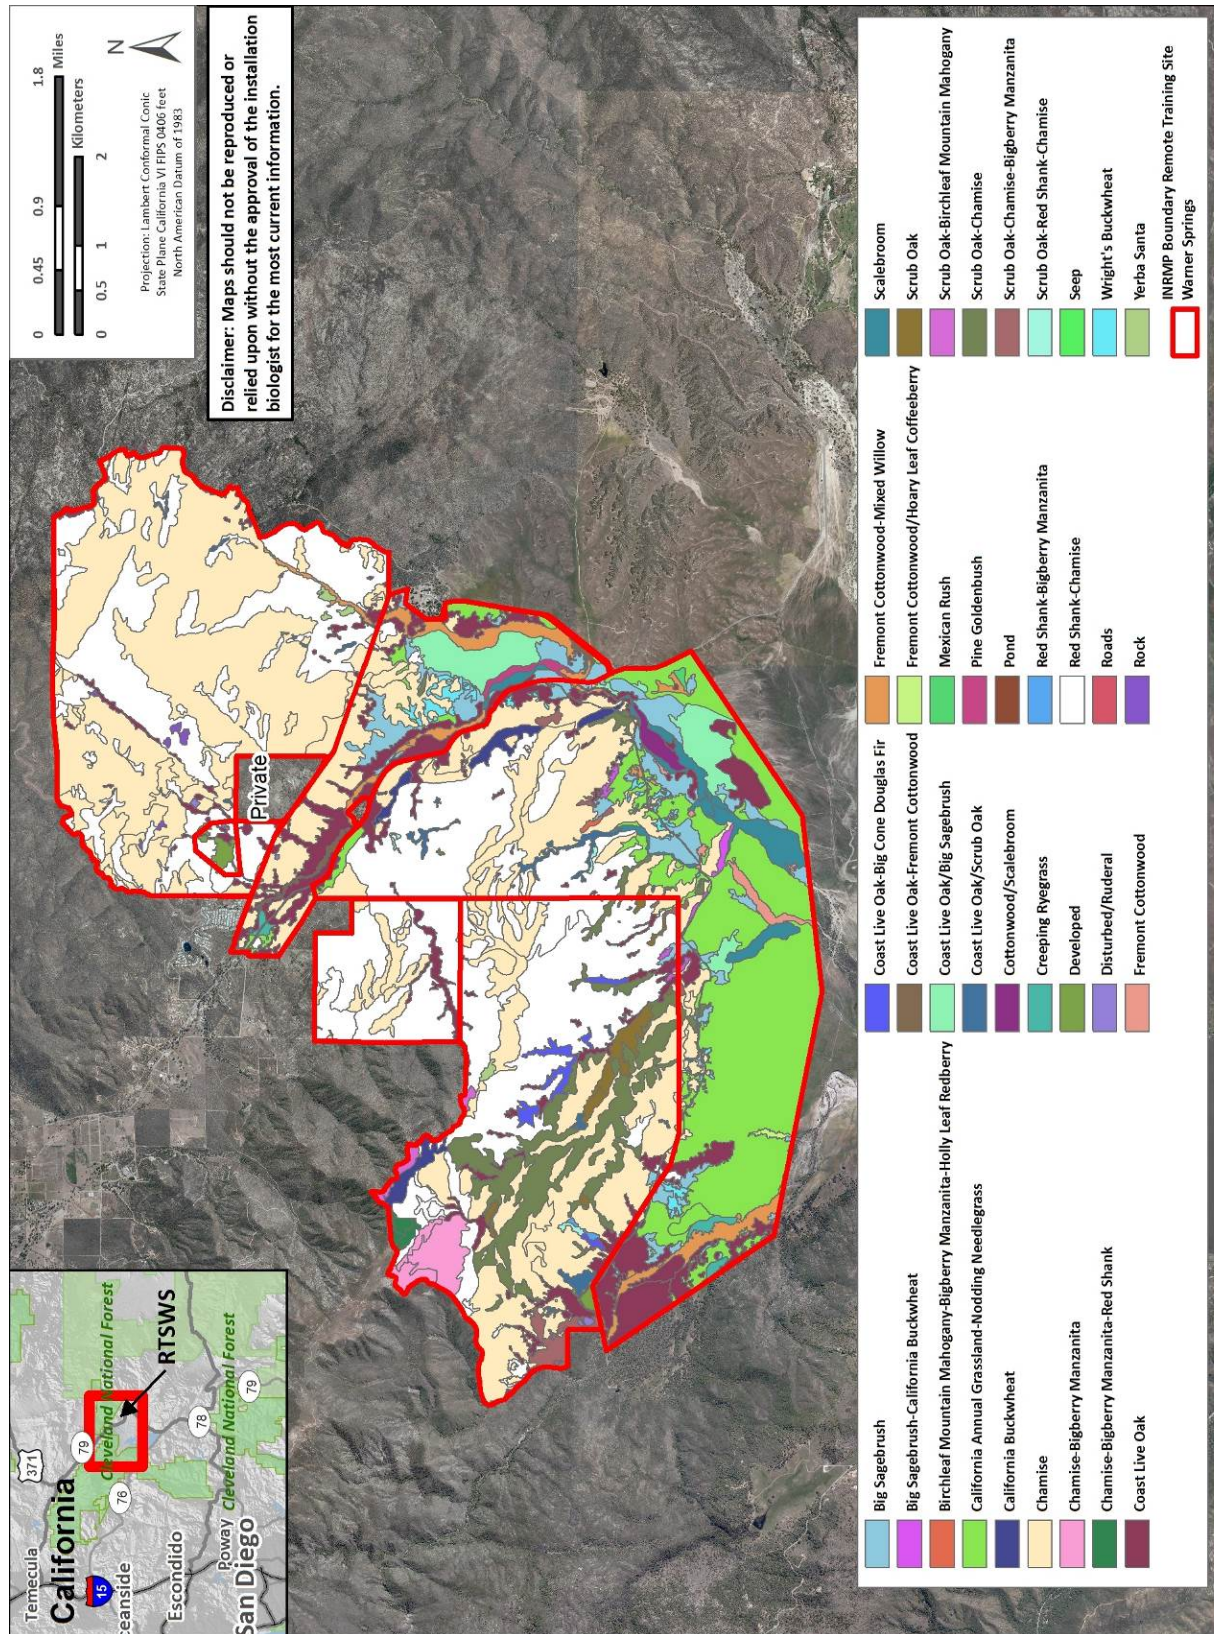 Temecula
California
371
79
Cleveland National Forest
15
ceanside
76
RTSWS
Escondido
78
Poway
Cleveland National Forest
79
San Diego
0 0.45 0.9 1.8
Miles
Kilometers
0 0.5 1 2
N
Projection: Lambert Conformal Conic
State Plane California VI FIPS 0406 feet
North American Datum of 1983
Disclaimer: Maps should not be reproduced or
relied upon without the approval of the installation
biologist for the most current information.
Private
Big Sagebrush
Big Sagebrush-California Buckwheat
Birchleaf Mountain Mahogany-Bigberry Manzanita-Holly Leaf Redberry
California Annual Grassland-Nodding Needlegrass
California Buckwheat
Chamise
Chamise-Bigberry Manzanita
Chamise-Bigberry Manzanita-Red Shank
Coast Live Oak
Coast Live Oak-Big Cone Douglas Fir
Coast Live Oak-Fremont Cottonwood
Coast Live Oak/Big Sagebrush
Coast Live Oak/Scrub Oak
Cottonwood/Scalebroom
Creeping Ryegrass
Developed
Disturbed/Ruderal
Fremont Cottonwood
Fremont Cottonwood-Mixed Willow
Fremont Cottonwood/Hoary Leaf Coffeeberry
Mexican Rush
Pine Goldenbush
Pond
Red Shank-Bigberry Manzanita
Red Shank-Chamise
Roads
Rock
Scalebroom
Scrub Oak
Scrub Oak-Birchleaf Mountain Mahogany
Scrub Oak-Chamise
Scrub Oak-Chamise-Bigberry Manzanita
Scrub Oak-Red Shank-Chamise
Seep
Wright's Buckwheat
Yerba Santa
INRMP Boundary Remote Training Site
Warner Springs